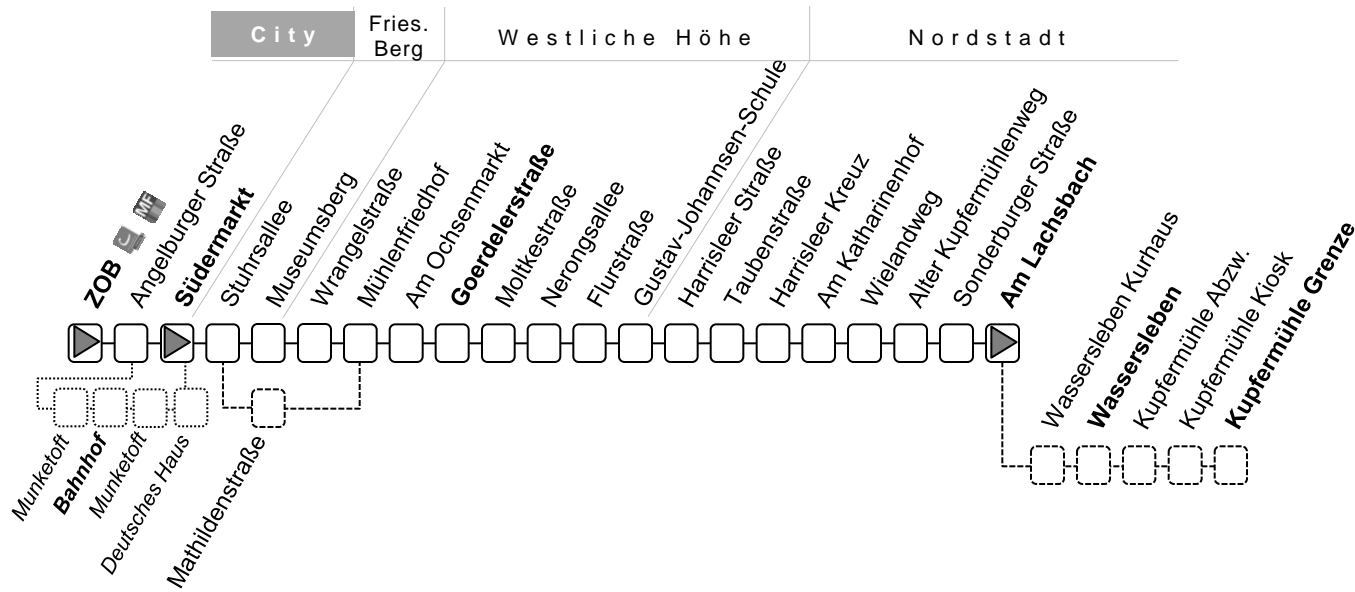 City
Fries.
Berg
Westliche Höhe
Nordstadt
ZOB
MF
Angelburger Straße
Südermarkt
Stuhrsallee
Museumsberg
Wrangelstraße
Mühlenfriedhof
Am Ochsenmarkt
Goerdelerstraße
Moltkestraße
Nerongsallee
Flurstraße
Gustav-Johannsen-Schule
Harrisleer Straße
Taubenstraße
Harrisleer Kreuz
Am Katharinenhof
Wielandweg
Alter Kupfermühlenweg
Sonderburger Straße
Am Lachsbach
Wassersleben Kurhaus
Wassersleben
Kupfermühle Abzw.
Kupfermühle Kiosk
Kupfermühle Grenze
Munketoft
Bahnhof
Munketoft
Deutsches Haus
Mathildenstraße